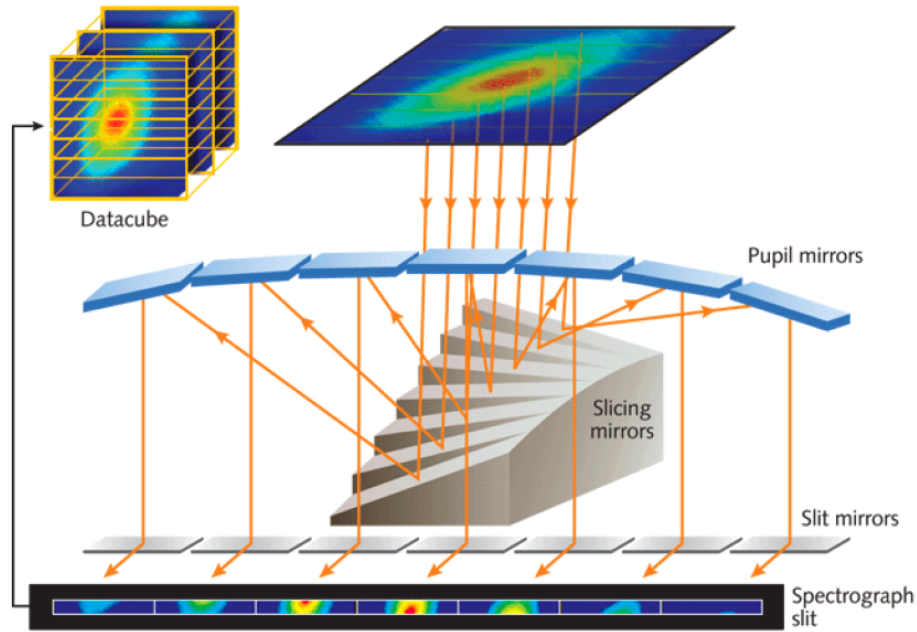 Datacube
Pupil mirrors
Slicing
mirrors
Slit mirrors
Spectrograph
slit